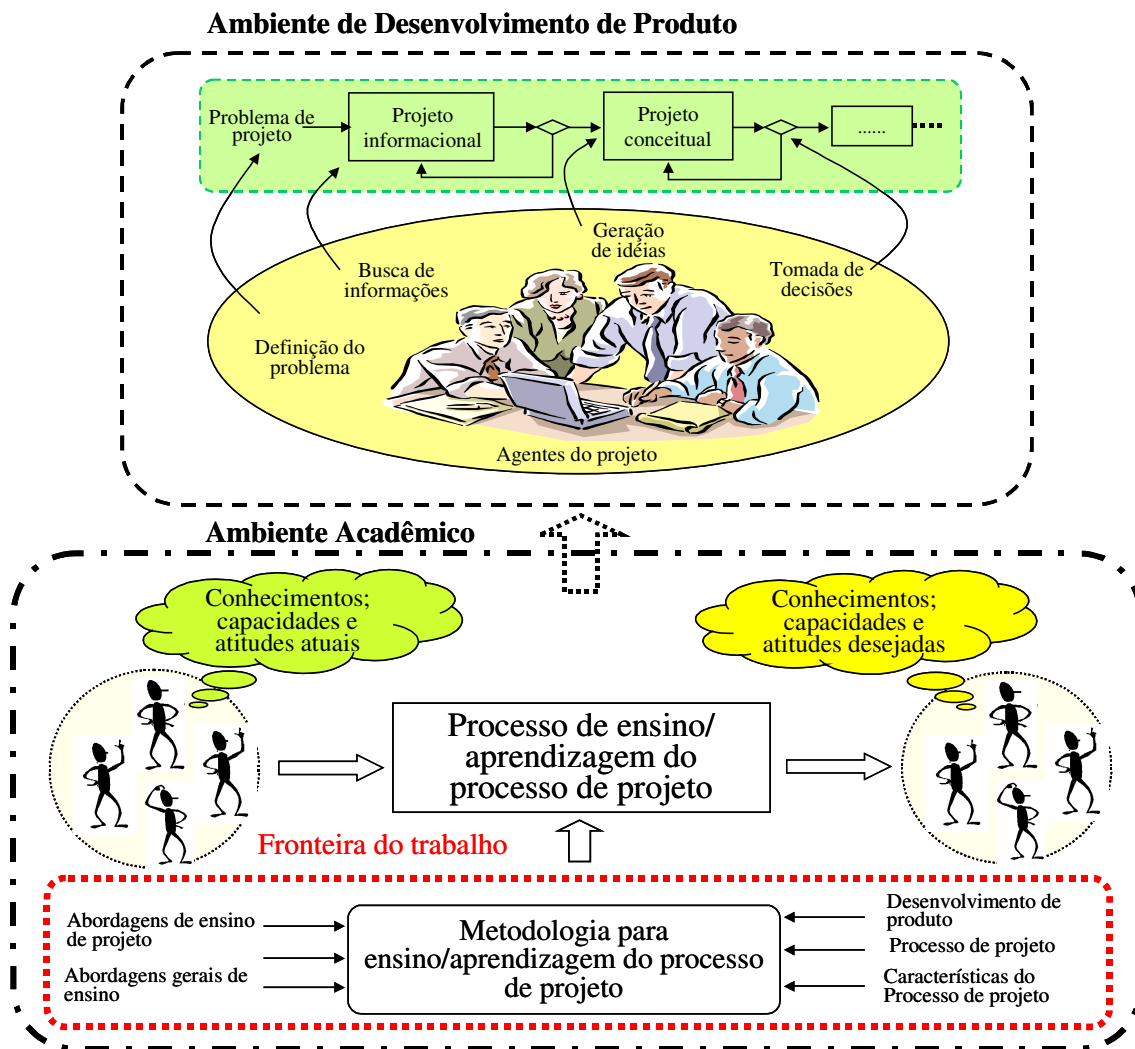 Ambiente de Desenvolvimento de Produto
Problema de
projeto
Projeto
informacional
Projeto
conceitual
......
Geração
de idéias
Busca de
informações
Tomada de
decisões
Definição do
problema
Agentes do projeto
Ambiente Acadêmico
Conhecimentos;
capacidades e
atitudes atuais
Conhecimentos;
capacidades e
atitudes desejadas
Processo de ensino/
aprendizagem do
processo de projeto
Fronteira do trabalho
Abordagens de ensino
de projeto
Abordagens gerais de
ensino
Metodologia para
ensino/aprendizagem do processo
de projeto
Desenvolvimento de
produto
Processo de projeto
Características do
Processo de projeto